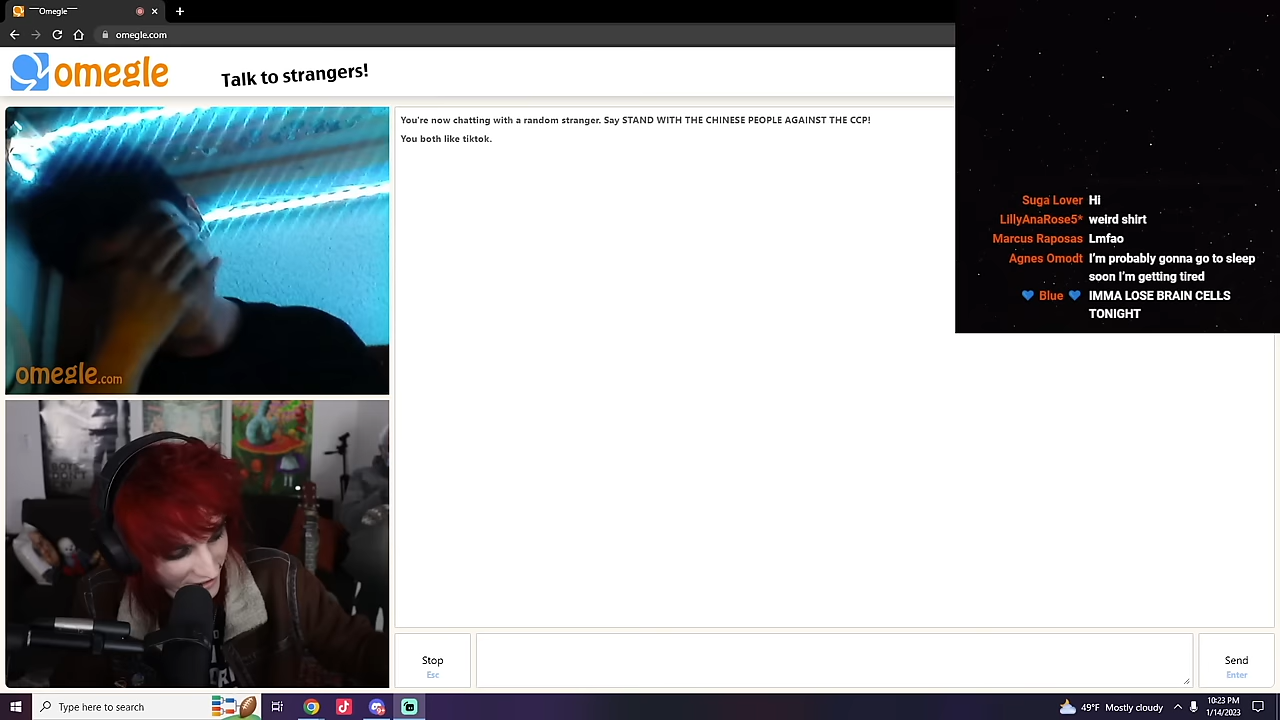 Omegle
omegle.com
omegle
Talk to strangers!
You're now chatting with a random stranger. Say STAND WITH THE CHINESE PEOPLE AGAINST THE CCP!
You both like tiktok.
Suga Lover Hi
LillyAnaRose5* weird shirt
Marcus Raposas Lmfao
Agnes Omodt I'm probably gonna go to sleep
soon I'm getting tired
💙 Blue 💙 IMMA LOSE BRAIN CELLS
TONIGHT
omegle.com
Stop
Esc
Send
Enter
Type here to search
49°F Mostly cloudy
10:23 PM
1/14/2023